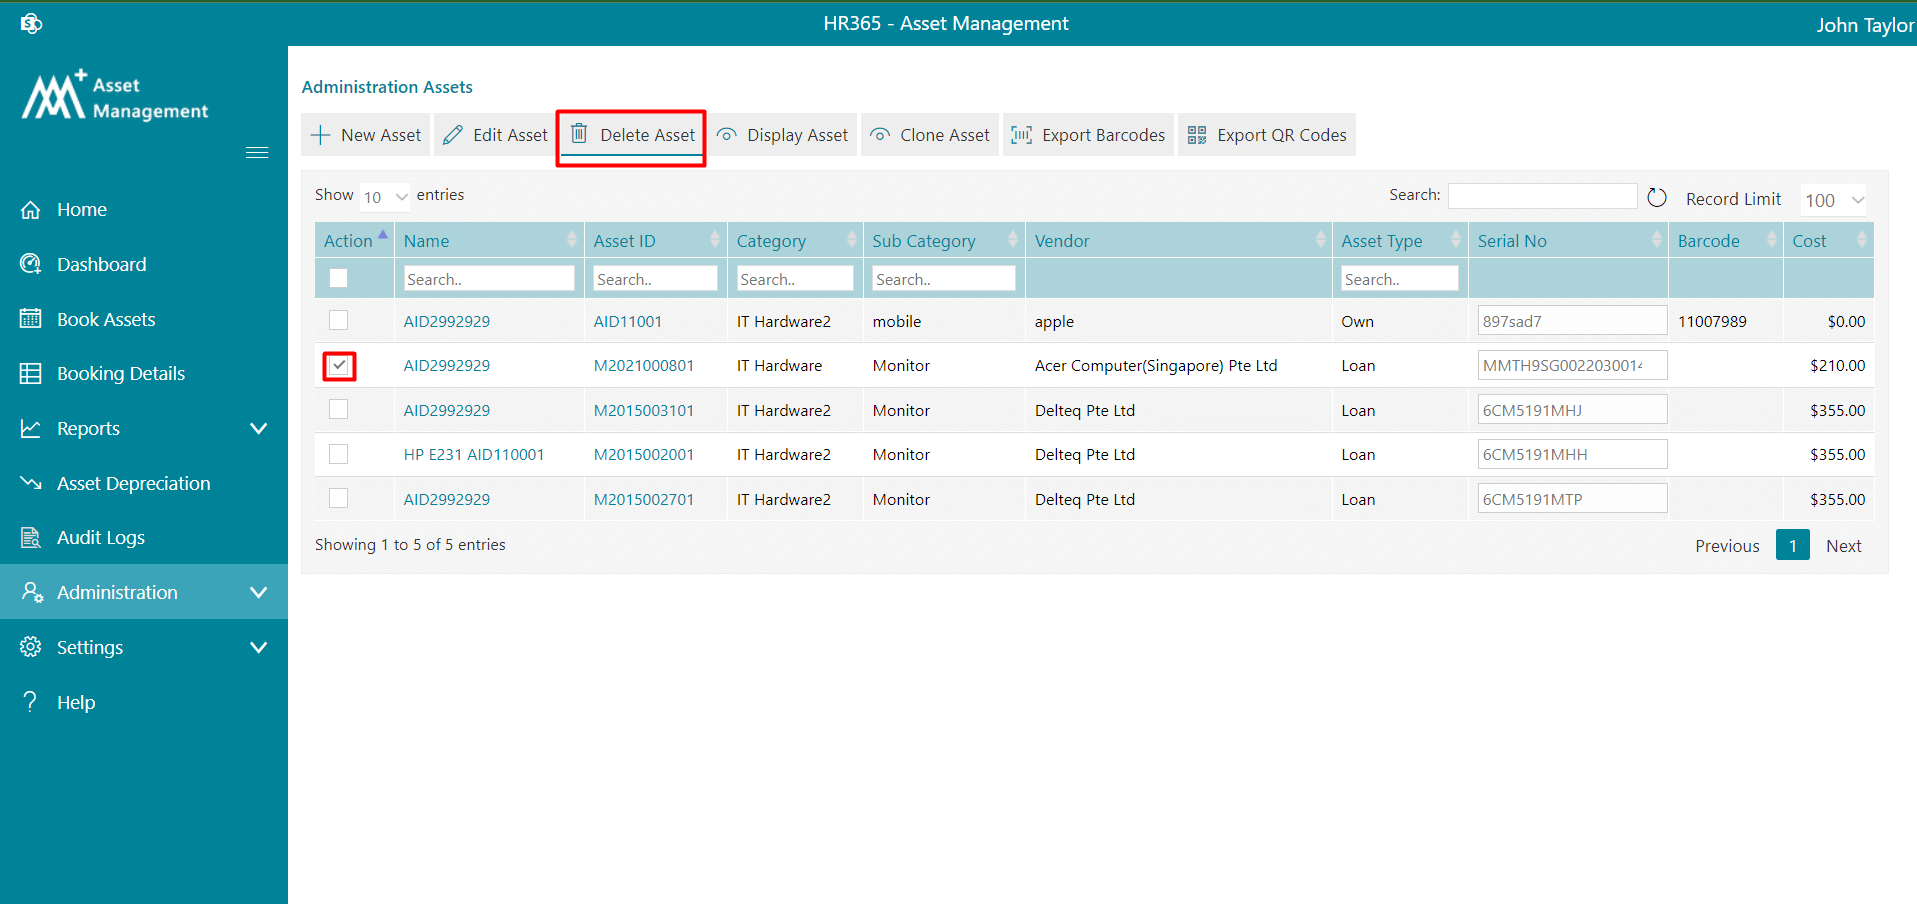 HR365 - Asset Management
John Taylor
Asset
Management
Home
Dashboard
Book Assets
Booking Details
Reports
Asset Depreciation
Audit Logs
Administration
Settings
? Help
Administration Assets
New Asset Edit Asset Delete Asset Display Asset Clone Asset Export Barcodes Export QR Codes
Show 10 entries Search: Record Limit 100
Action Name Asset ID Category Sub Category Vendor Asset Type Serial No Barcode Cost
Search.. Search.. Search.. Search.. Search..
AID2992929 AID11001 IT Hardware2 mobile apple Own 897sad7 11007989 $0.00
AID2992929 M2021000801 IT Hardware Monitor Acer Computer(Singapore) Pte Ltd Loan MMTH9SG002203001 $210.00
AID2992929 M2015003101 IT Hardware2 Monitor Delteq Pte Ltd Loan 6CM5191MHJ $355.00
HP E231 AID110001 M2015002001 IT Hardware2 Monitor Delteq Pte Ltd Loan 6CM5191MHH $355.00
AID2992929 M2015002701 IT Hardware2 Monitor Delteq Pte Ltd Loan 6CM5191MTP $355.00
Showing 1 to 5 of 5 entries
Previous 1 Next